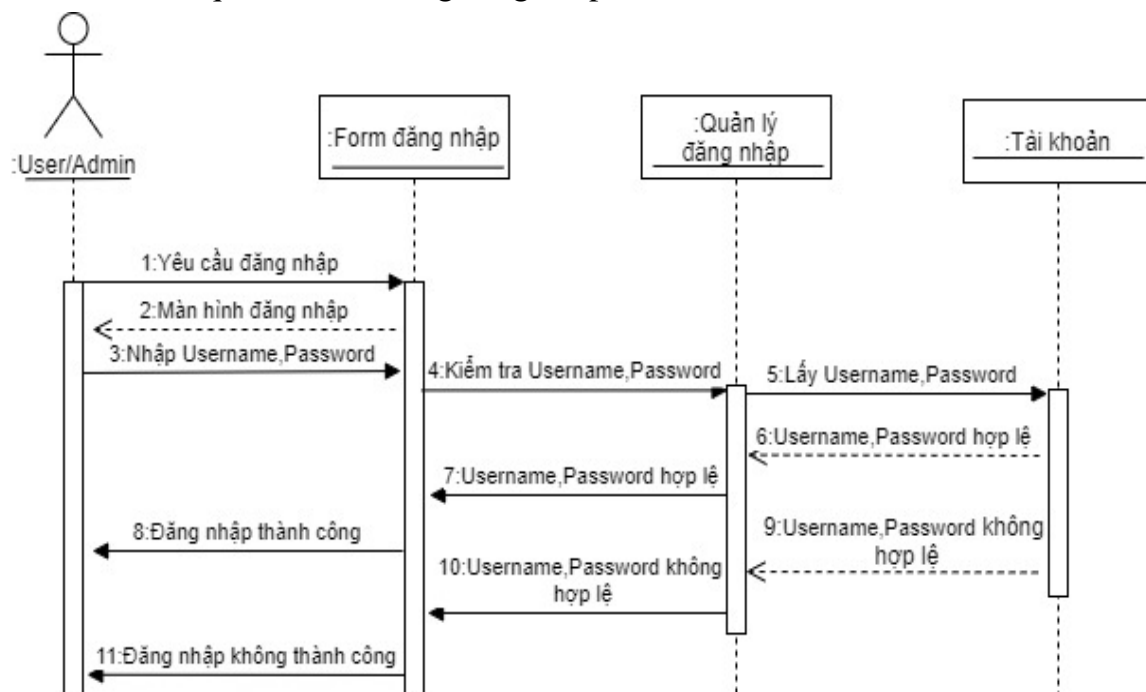 :User/Admin
:Form đăng nhập
:Quản lý
đăng nhập
:Tài khoản
1:Yêu cầu đăng nhập
2:Màn hình đăng nhập
3:Nhập Username,Password
4:Kiểm tra Username,Password
5:Lấy Username,Password
6:Username,Password hợp lệ
7:Username,Password hợp lệ
8:Đăng nhập thành công
9:Username,Password không
hợp lệ
10:Username,Password không
hợp lệ
11:Đăng nhập không thành công